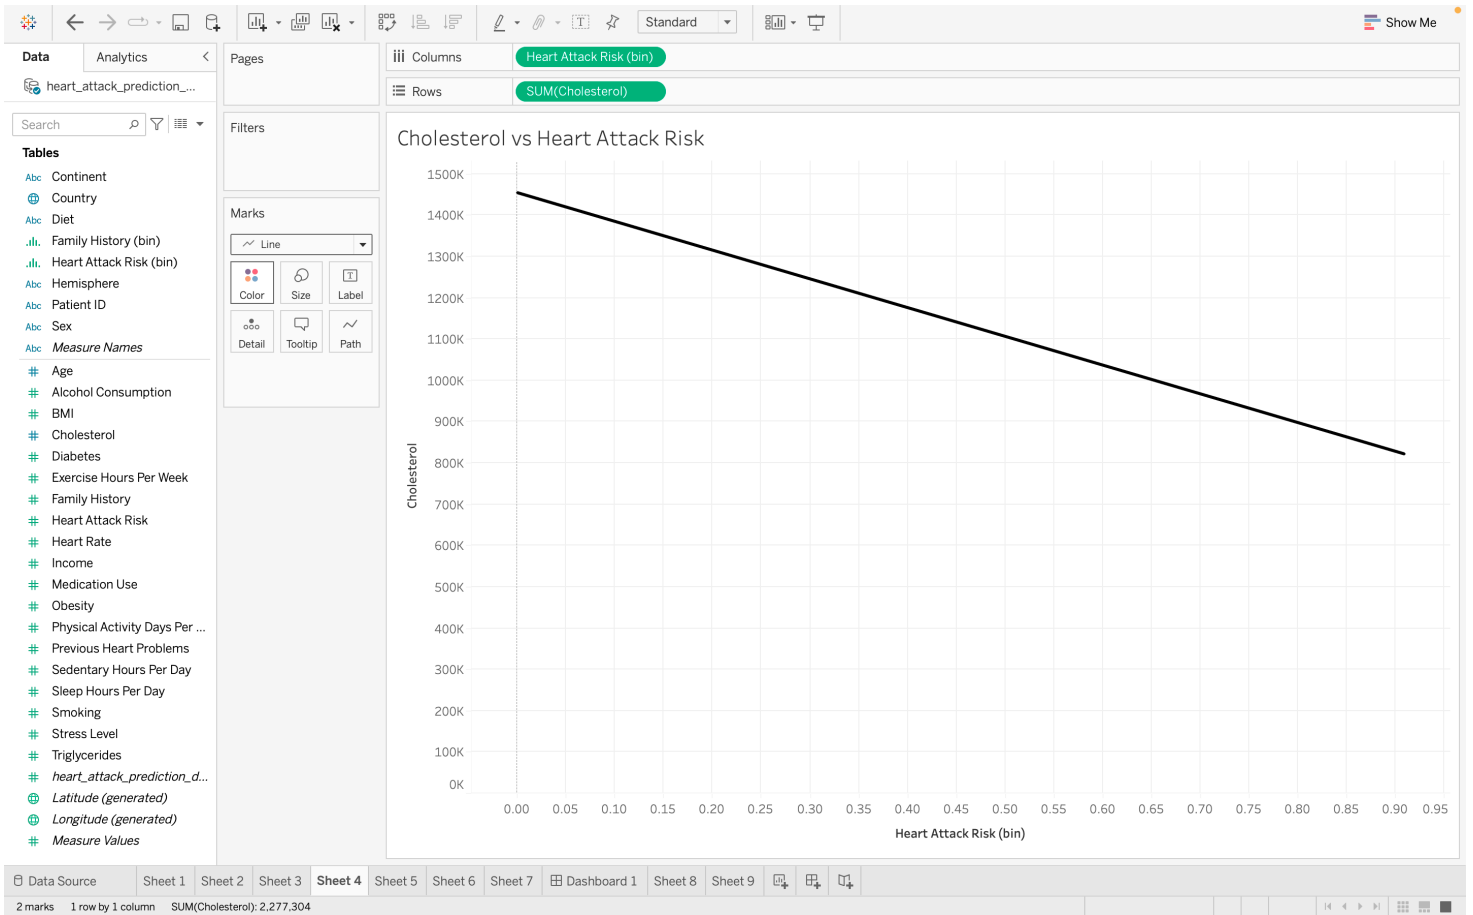 Standard
Show Me
Data
Analytics
Pages
Columns
Heart Attack Risk (bin)
Rows
SUM(Cholesterol)
heart_attack_prediction_...
Search
Filters
Tables
Abc Continent
Country
Abc Diet
Family History (bin)
Heart Attack Risk (bin)
Abc Hemisphere
Abc Patient ID
Abc Sex
Abc Measure Names
Age
Alcohol Consumption
BMI
Cholesterol
Diabetes
Exercise Hours Per Week
Family History
Heart Attack Risk
Heart Rate
Income
Medication Use
Obesity
Physical Activity Days Per ...
Previous Heart Problems
Sedentary Hours Per Day
Sleep Hours Per Day
Smoking
Stress Level
Triglycerides
heart_attack_prediction_d...
Latitude (generated)
Longitude (generated)
Measure Values
Marks
Line
Color
Size
Label
Detail
Tooltip
Path
Cholesterol vs Heart Attack Risk
1500K
1400K
1300K
1200K
1100K
1000K
900K
800K
700K
600K
500K
400K
300K
200K
100K
0K
Cholesterol
0.00 0.05 0.10 0.15 0.20 0.25 0.30 0.35 0.40 0.45 0.50 0.55 0.60 0.65 0.70 0.75 0.80 0.85 0.90 0.95
Heart Attack Risk (bin)
Data Source Sheet 1 Sheet 2 Sheet 3 Sheet 4 Sheet 5 Sheet 6 Sheet 7 Dashboard 1 Sheet 8 Sheet 9
2 marks 1 row by 1 column SUM(Cholesterol): 2,277,304